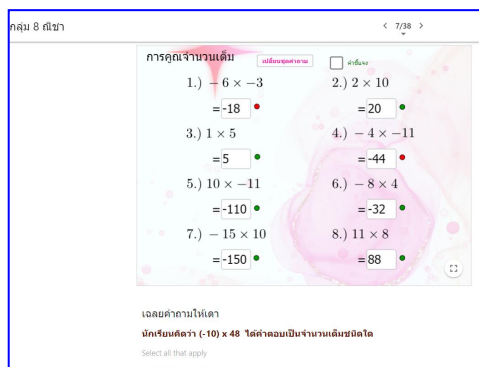 กลุ่ม 8 ณิชา
< 7/38 >
การคูณจำนวนเต็ม
เปลี่ยนชุดคำถาม
คำชี้แจง
1.) − 6 × −3
2.) 2 × 10
= -18
= 20
3.) 1 × 5
4.) − 4 × −11
= 5
= -44
5.) 10 × −11
6.) − 8 × 4
= -110
= -32
7.) − 15 × 10
8.) 11 × 8
= -150
= 88
เฉลยคำถามให้เดา
นักเรียนคิดว่า (-10) x 48 ได้คำตอบเป็นจำนวนเต็มชนิดใด
Select all that apply